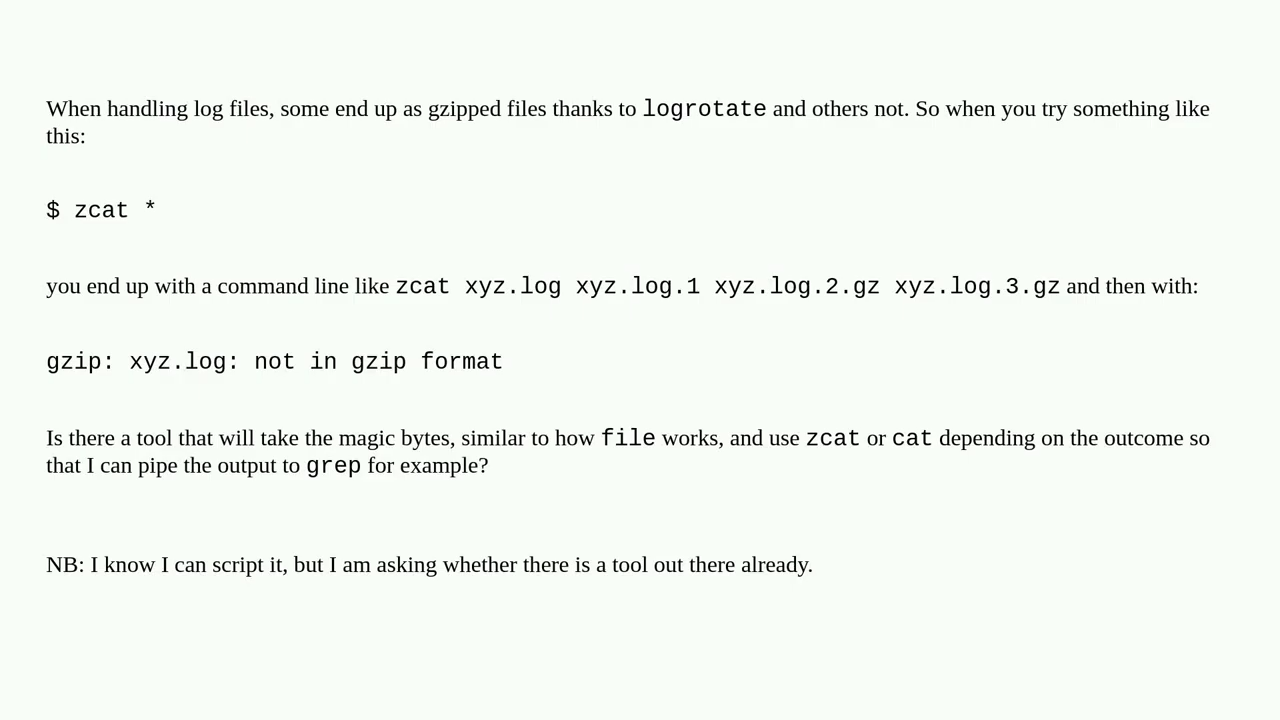 When handling log files, some end up as gzipped files thanks to logrotate and others not. So when you try something like
this:
$ zcat *
you end up with a command line like zcat xyz.log xyz.log.1 xyz.log.2.gz xyz.log.3.gz and then with:
gzip: xyz.log: not in gzip format
Is there a tool that will take the magic bytes, similar to how file works, and use zcat or cat depending on the outcome so
that I can pipe the output to grep for example?
NB: I know I can script it, but I am asking whether there is a tool out there already.